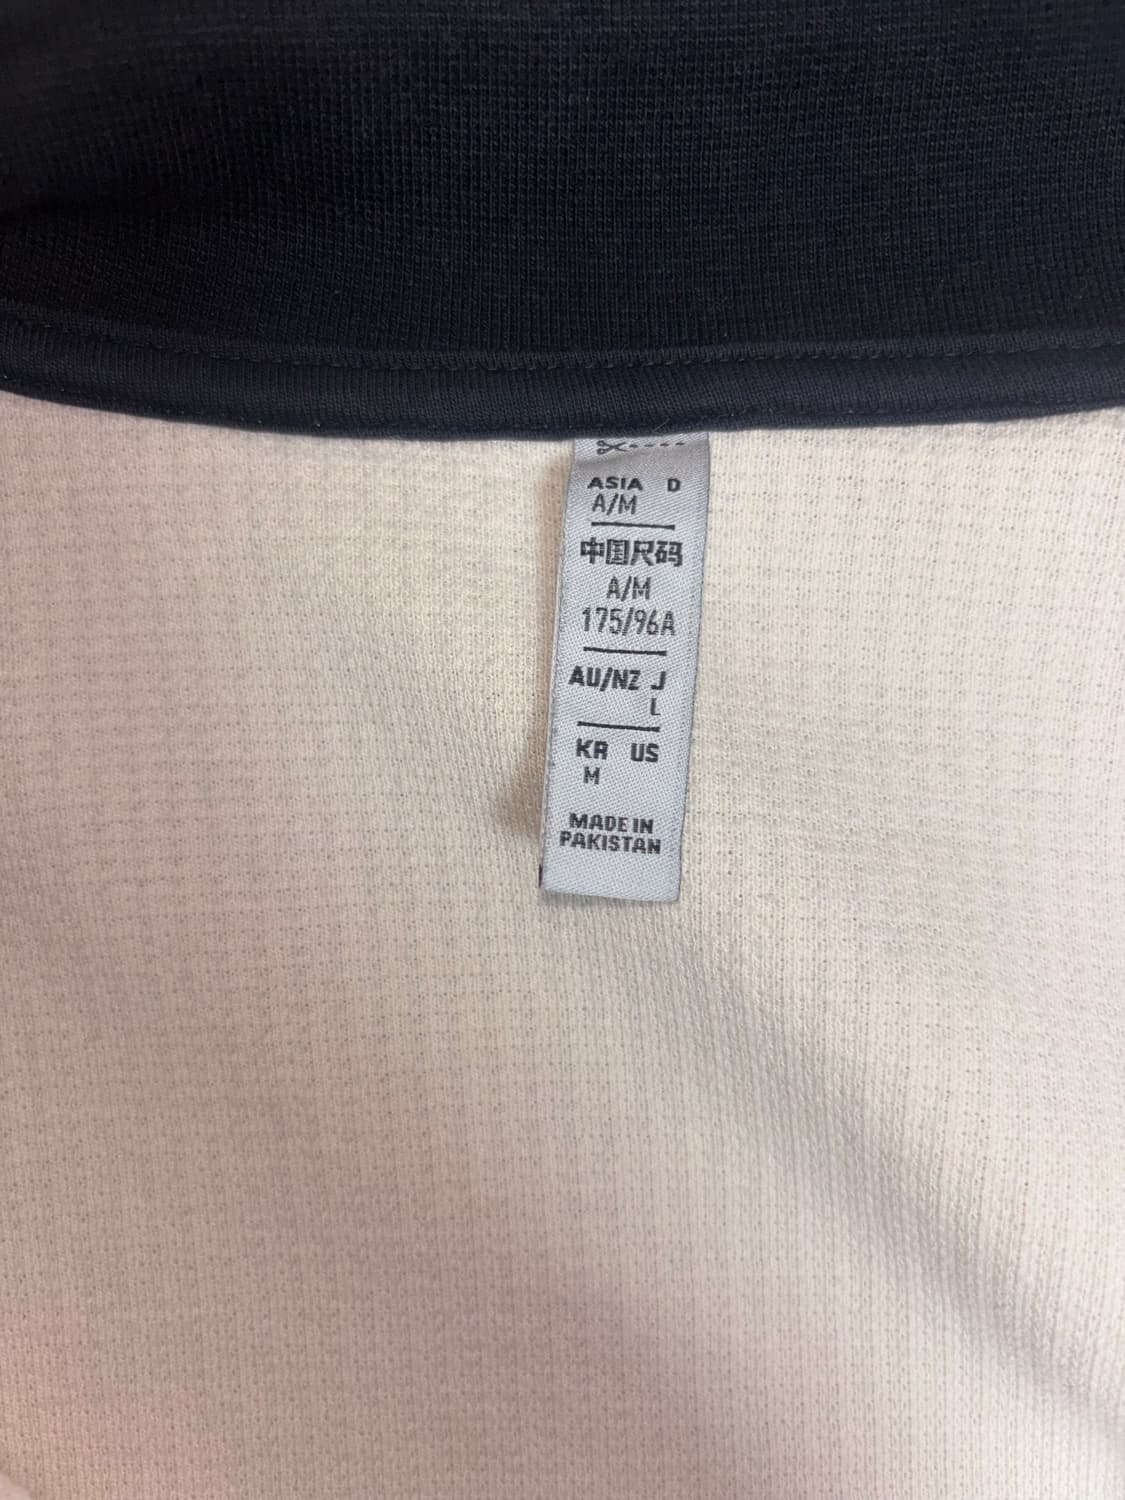 ASIA D
A/M
中国尺码
A/M
175/96A
AU/NZ J
L
KR US
M
MADE IN
PAKISTAN